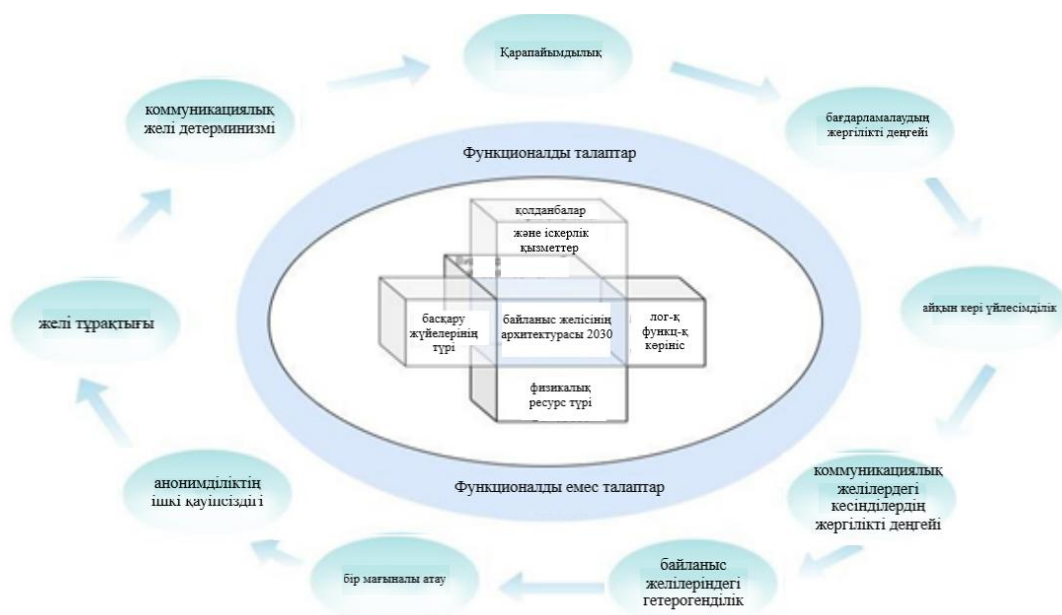 Қарапайымдылық
коммуникациялық
желі детерминизмі
бағдарламалаудың
жергілікті деңгейі
Функционалды талаптар
қолданбалар
және іскерлік
қызметтер
желі тұрақтығы
басқару
жүйелерінің
түрі
байланыс желісінің
архитектурасы 2030
лог-қ
функц-қ
көрініс
айқын кері үйлесімділік
физикалық
ресурс түрі
Функционалды емес талаптар
анонимділіктің
ішкі қауіпсіздігі
коммуникациялық
желілердегі
кесінділердің
жергілікті деңгейі
бір мағыналы атау
байланыс
желілеріндегі
гетерогенділік